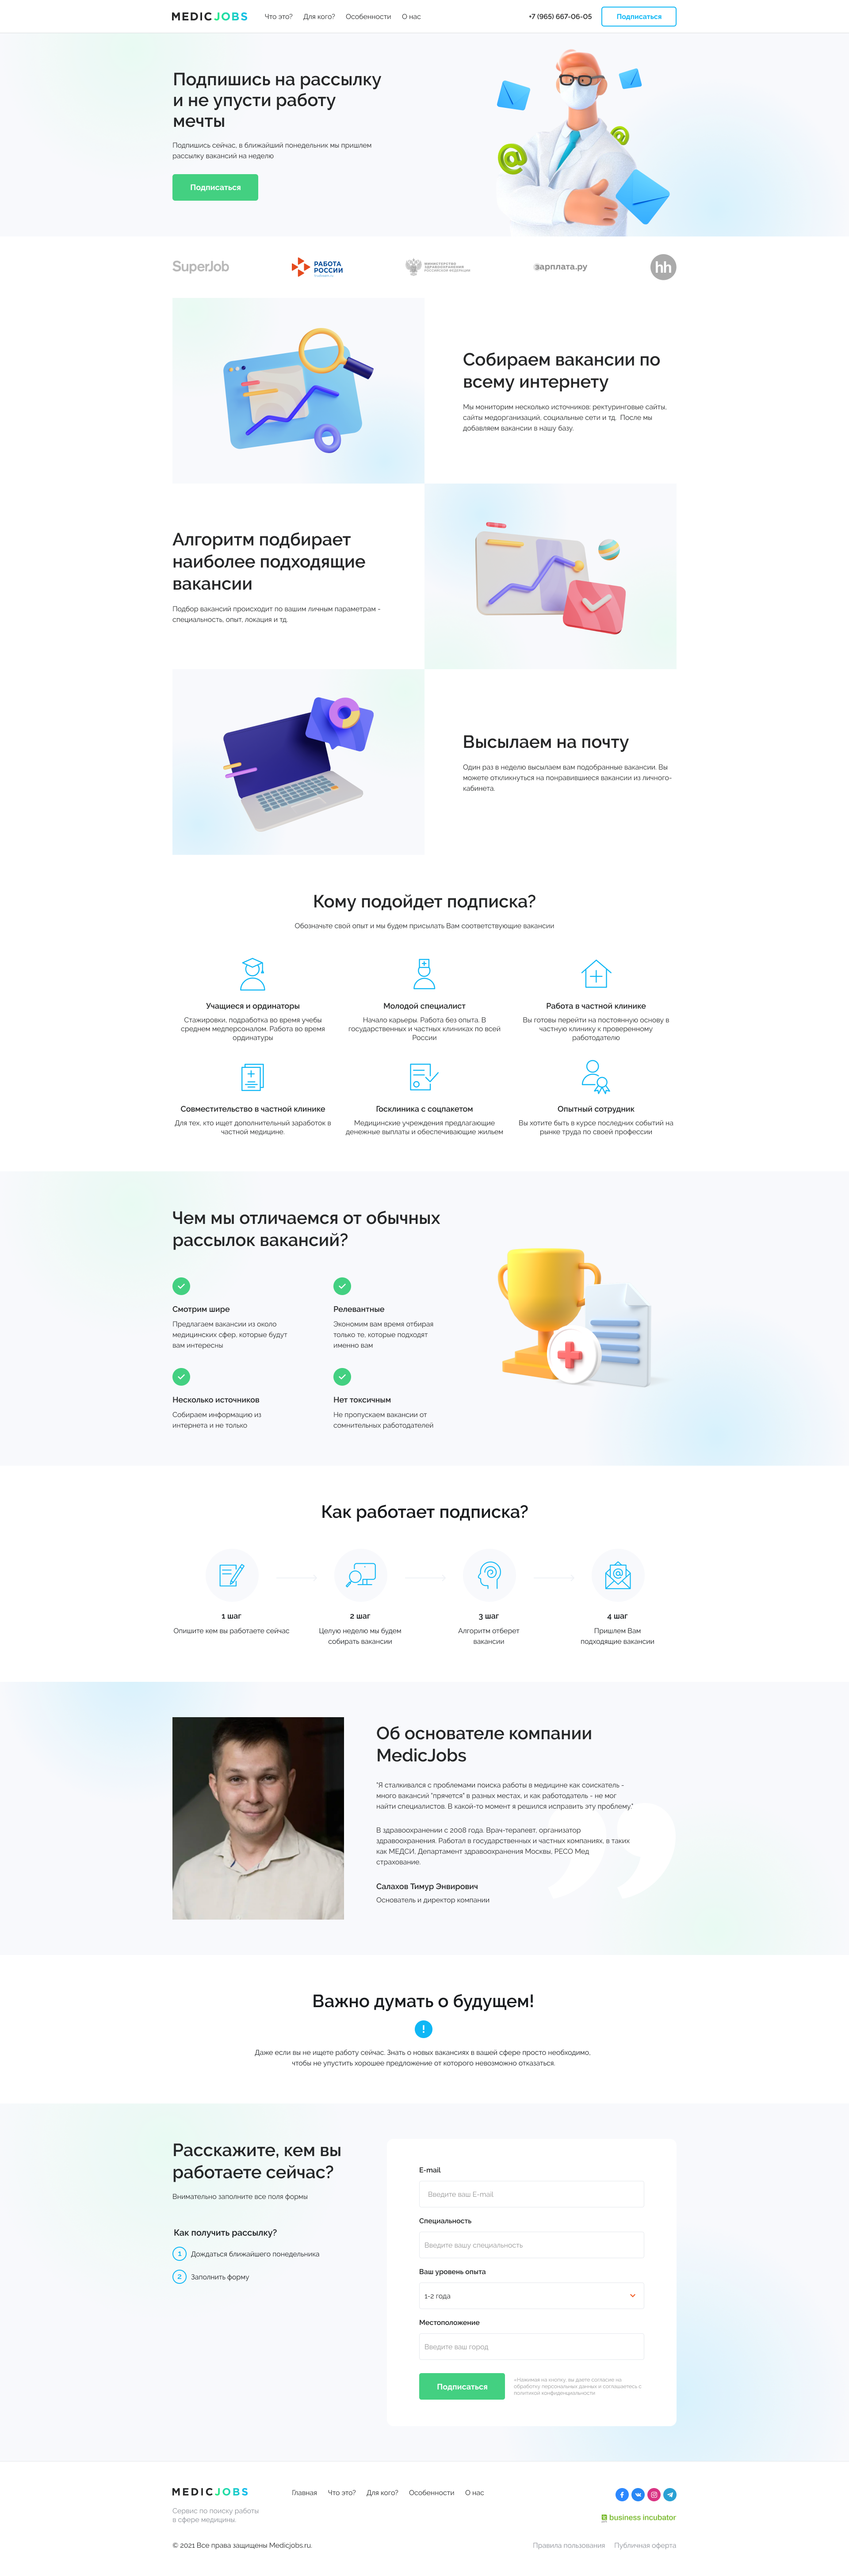 MEDICJOBS
Что это?
Для кого?
Особенности
О нас
+7 (965) 667-06-05
Подписаться
Подпишись на рассылку
и не упусти работу
мечты
Подпишись сейчас, в ближайший понедельник мы пришлем
рассылку вакансий на неделю
Подписаться
SuperJob
РАБОТА
РОССИИ
МИНИСТЕРСТВО
ЗДРАВООХРАНЕНИЯ
РОССИЙСКОЙ ФЕДЕРАЦИИ
зарплата.ру
hh
Собираем вакансии по
всему интернету
Мы мониторим несколько источников: ректуринговые сайты,
сайты медорганизаций, социальные сети и тд. После мы
добавляем вакансии в нашу базу.
Алгоритм подбирает
наиболее подходящие
вакансии
Подбор вакансий происходит по вашим личным параметрам -
специальность, опыт, локация и тд.
Высылаем на почту
Один раз в неделю высылаем вам подобранные вакансии. Вы
можете откликнуться на понравившиеся вакансии из личного-
кабинета.
Кому подойдет подписка?
Обозначьте свой опыт и мы будем присылать Вам соответствующие вакансии
Учащиеся и ординаторы
Стажировки, подработка во время учебы
среднем медперсоналом. Работа во время
ординатуры
Молодой специалист
Начало карьеры. Работа без опыта. В
государственных и частных клиниках по всей
России
Работа в частной клинике
Вы готовы перейти на постоянную основу в
частную клинику к проверенному
работодателю
Совместительство в частной клинике
Для тех, кто ищет дополнительный заработок в
частной медицине.
Госклиника с соцпакетом
Медицинские учреждения предлагающие
денежные выплаты и обеспечивающие жильем
Опытный сотрудник
Вы хотите быть в курсе последних событий на
рынке труда по своей профессии
Чем мы отличаемся от обычных
рассылок вакансий?
Смотрим шире
Предлагаем вакансии из около
медицинских сфер, которые будут
вам интересны
Релевантные
Экономим вам время отбирая
только те, которые подходят
именно вам
Несколько источников
Собираем информацию из
интернета и не только
Нет токсичным
Не пропускаем вакансии от
сомнительных работодателей
Как работает подписка?
1 шаг
Опишите кем вы работаете сейчас
2 шаг
Целую неделю мы будем
собирать вакансии
3 шаг
Алгоритм отберет
вакансии
4 шаг
Пришлем Вам
подходящие вакансии
Об основателе компании
MedicJobs
"Я сталкивался с проблемами поиска работы в медицине как соискатель -
много вакансий "прячется" в разных местах, и как работодатель - не мог
найти специалистов. В какой-то момент я решился исправить эту проблему."
В здравоохранении с 2008 года. Врач-терапевт, организатор
здравоохранения. Работал в государственных и частных компаниях, в таких
как МЕДСИ, Департамент здравоохранения Москвы, РЕСО Мед
страхование.
Салахов Тимур Энвирович
Основатель и директор компании
Важно думать о будущем!
!
Даже если вы не ищете работу сейчас. Знать о новых вакансиях в вашей сфере просто необходимо,
чтобы не упустить хорошее предложение от которого невозможно отказаться.
Расскажите, кем вы
работаете сейчас?
Внимательно заполните все поля формы
Как получить рассылку?
1 Дождаться ближайшего понедельника
2 Заполнить форму
E-mail
Введите ваш E-mail
Специальность
Введите вашу специальность
Ваш уровень опыта
1-2 года
Местоположение
Введите ваш город
Подписаться
*Нажимая на кнопку, вы даете согласие на
обработку персональных данных и соглашаетесь с
политикой конфиденциальности
MEDICJOBS
Сервис по поиску работы
в сфере медицины.
Главная
Что это?
Для кого?
Особенности
О нас
business incubator
© 2021 Все права защищены Medicjobs.ru.
Правила пользования
Публичная оферта